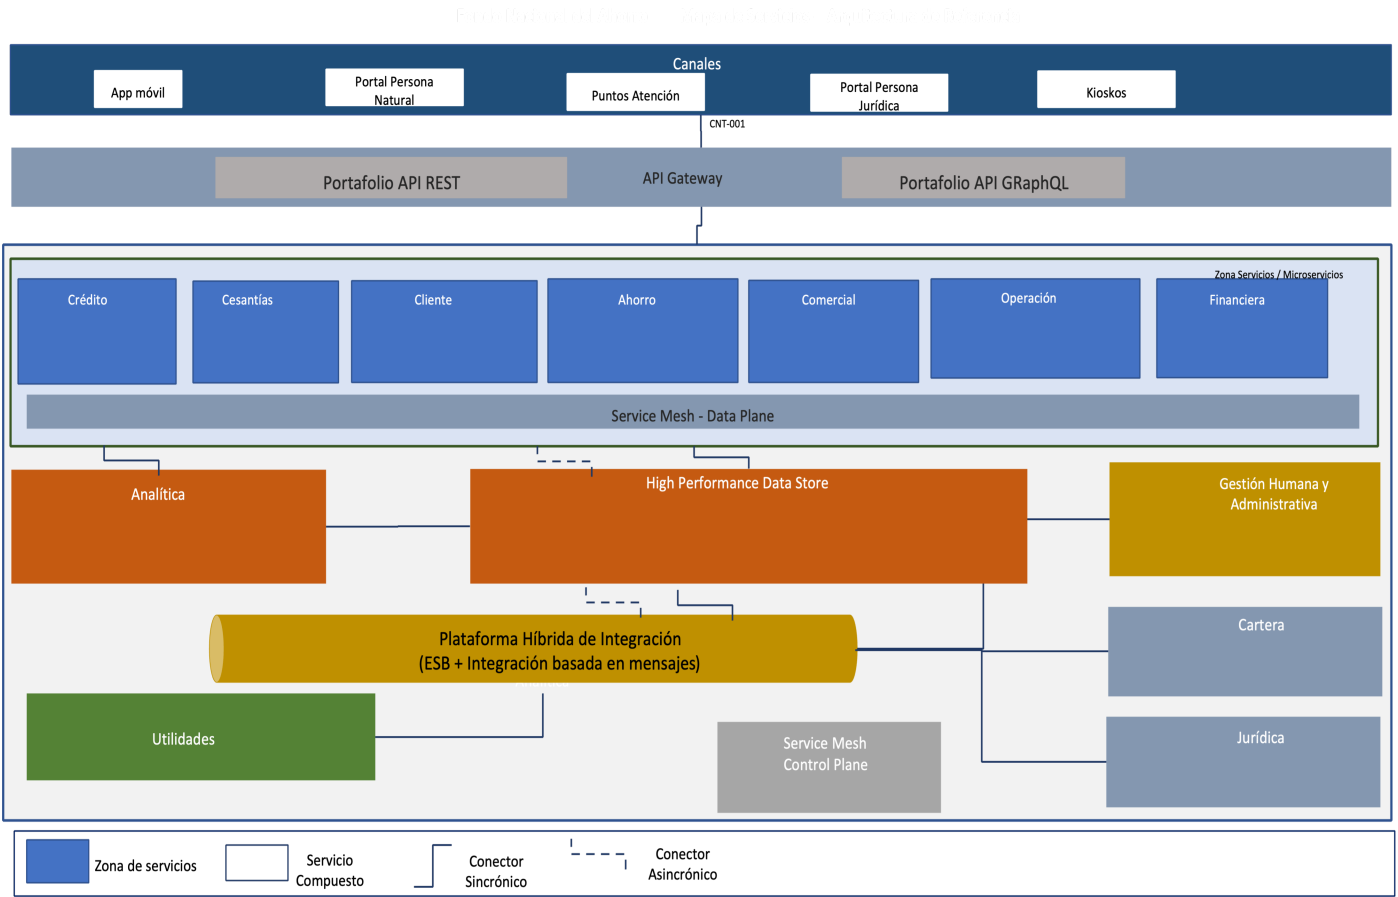 Canales
App móvil
Portal Persona
Natural
Puntos Atención
Portal Persona
Jurídica
Kioskos
CNT-001
Portafolio API REST
API Gateway
Portafolio API GRaphQL
Zona Servicios / Microservicios
Crédito
Cesantías
Cliente
Ahorro
Comercial
Operación
Financiera
Service Mesh - Data Plane
Analítica
High Performance Data Store
Gestión Humana y
Administrativa
Plataforma Híbrida de Integración
(ESB + Integración basada en mensajes)
Cartera
Utilidades
Service Mesh
Control Plane
Jurídica
Zona de servicios
Servicio
Compuesto
Conector
Sincrónico
Conector
Asincrónico